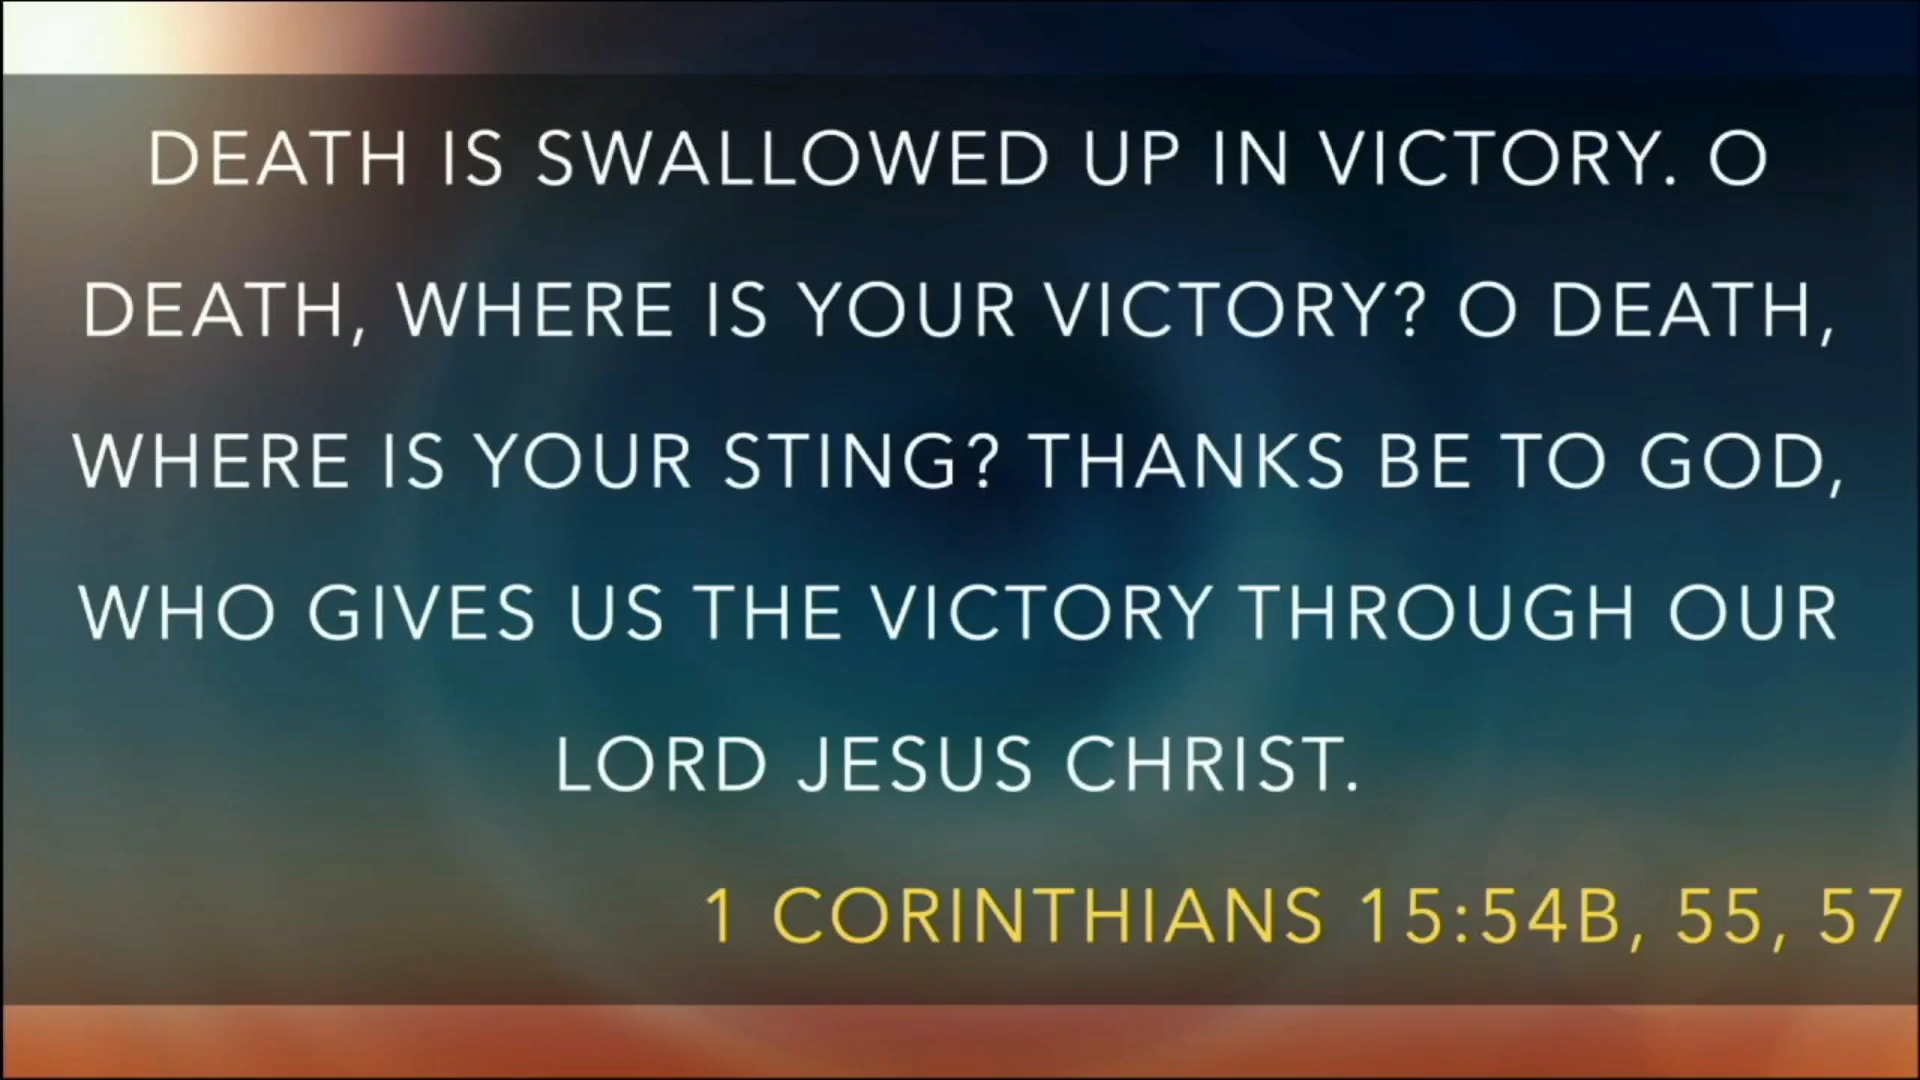 DEATH IS SWALLOWED UP IN VICTORY. O
DEATH, WHERE IS YOUR VICTORY? O DEATH,
WHERE IS YOUR STING? THANKS BE TO GOD,
WHO GIVES US THE VICTORY THROUGH OUR
LORD JESUS CHRIST.
1 CORINTHIANS 15:54B, 55, 57